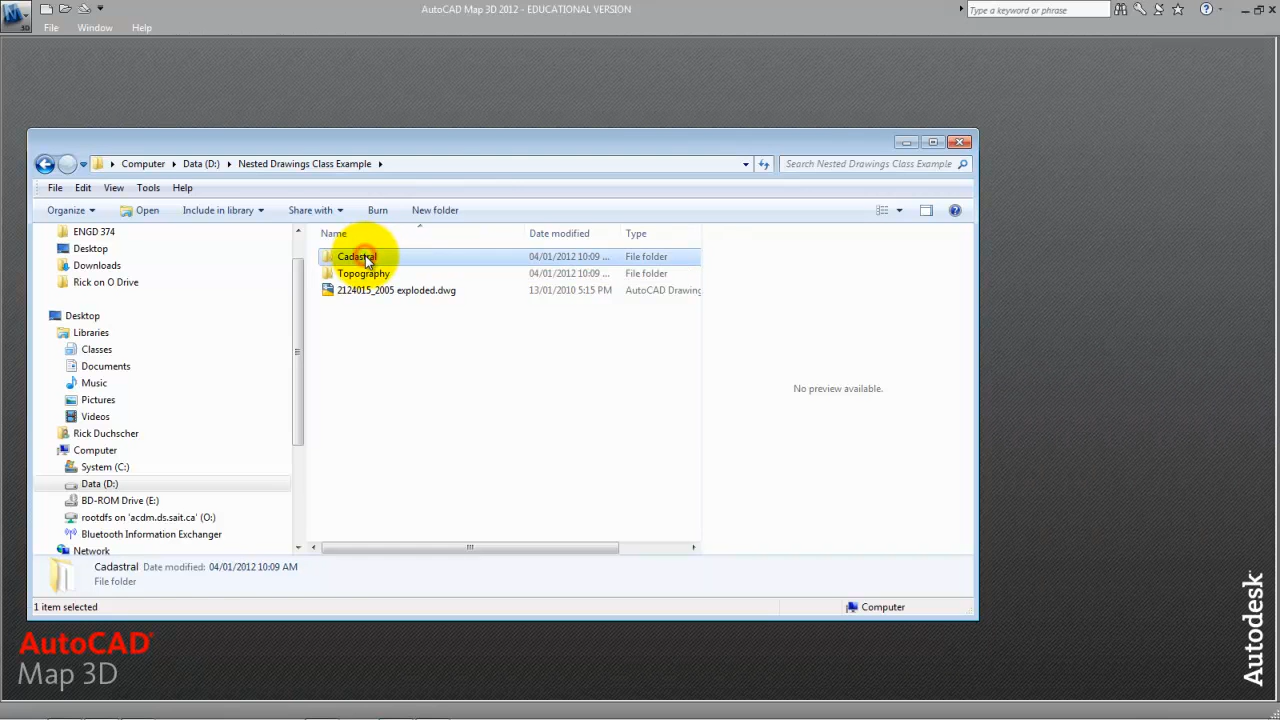 AutoCAD Map 3D 2012 - EDUCATIONAL VERSION
Type a keyword or phrase
3D
File Window Help
Computer Data (D:) Nested Drawings Class Example
Search Nested Drawings Class Example
File Edit View Tools Help
Organize Open Include in library Share with Burn New folder
ENGD 374
Desktop
Downloads
Rick on O Drive
Desktop
Libraries
Classes
Documents
Music
Pictures
Videos
Rick Duchscher
Computer
System (C:)
Data (D:)
BD-ROM Drive (E:)
rootdfs on 'acdm.ds.sait.ca' (O:)
Bluetooth Information Exchanger
Network
Name Date modified Type
Cadastral 04/01/2012 10:09 ... File folder
Topography 04/01/2012 10:09 ... File folder
2124015_2005 exploded.dwg 13/01/2010 5:15 PM AutoCAD Drawing
No preview available.
Cadastral Date modified: 04/01/2012 10:09 AM
File folder
1 item selected
Computer
AutoCAD
Map 3D
Autodesk